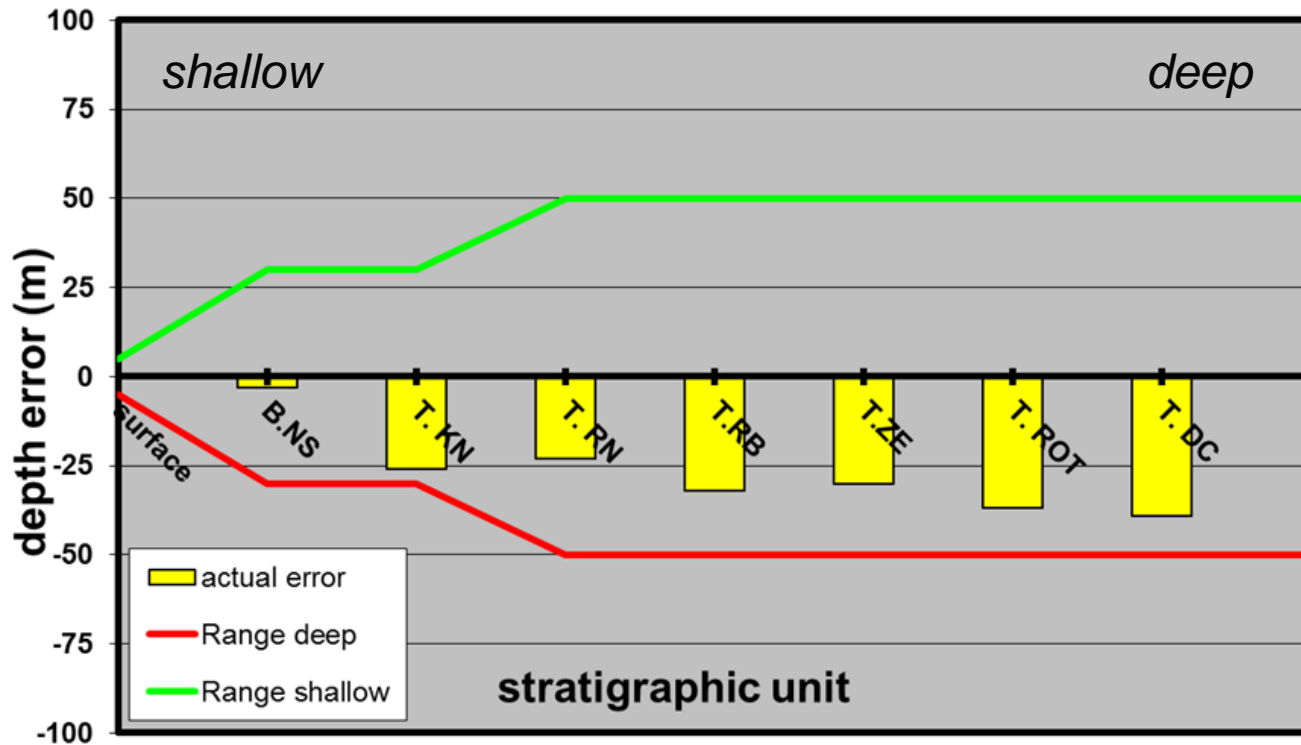 100
shallow
deep
75
50
25
0
-25
-50
-75
-100
depth error (m)
surface
B.NS
T. KN
T. RN
T.RB
T.ZE
T. ROT
T. DC
actual error
Range deep
Range shallow
stratigraphic unit